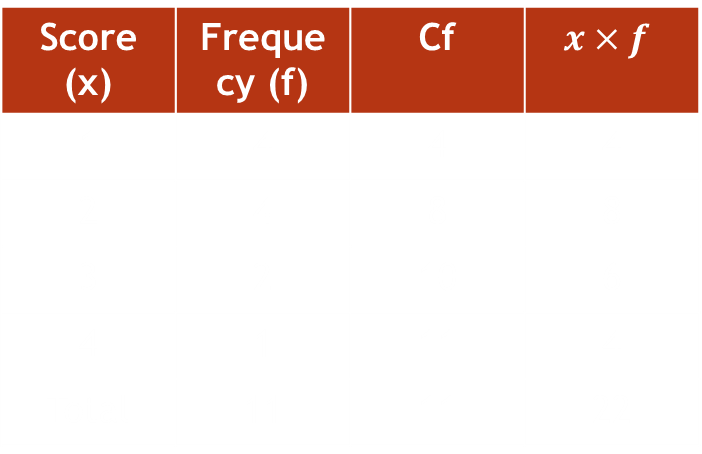 Score
(x)
Freque
cy (f)
Cf
x × f